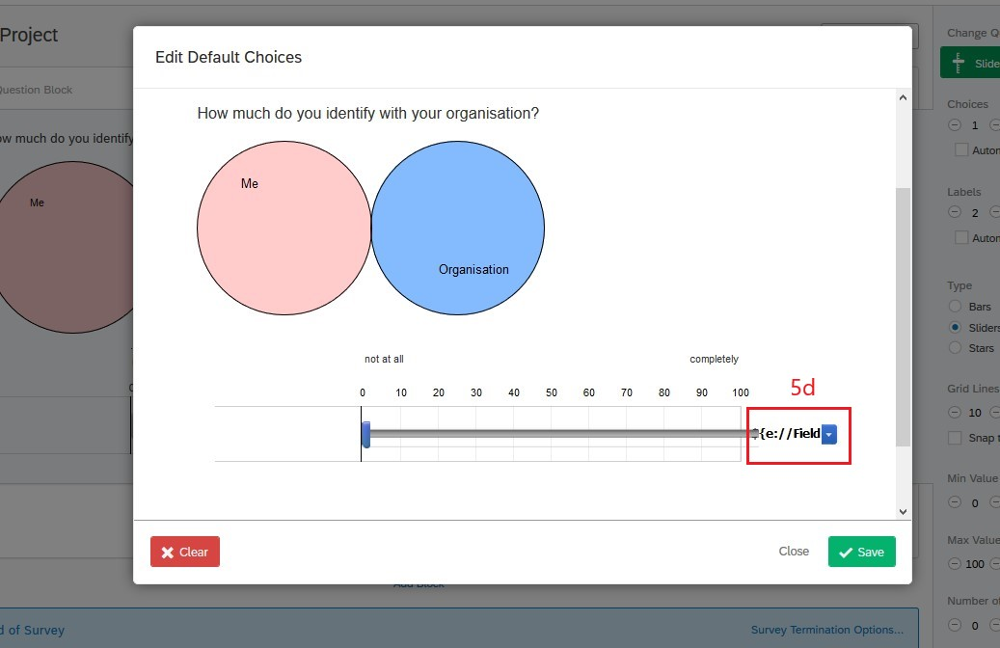 Project
Edit Default Choices
Change Q
Slide
Question Block
Choices
1
Autom
How much do you identify with your organisation?
ow much do you identify
Me
Organisation
Me
Labels
2
Autom
Type
Bars
Sliders
Stars
not at all
completely
0 10 20 30 40 50 60 70 80 90 100
5d
{e://Field
Grid Lines
10
Snap t
Min Value
0
Max Value
100
Clear
Close
Save
Add Block
Number of
0
d of Survey
Survey Termination Options...